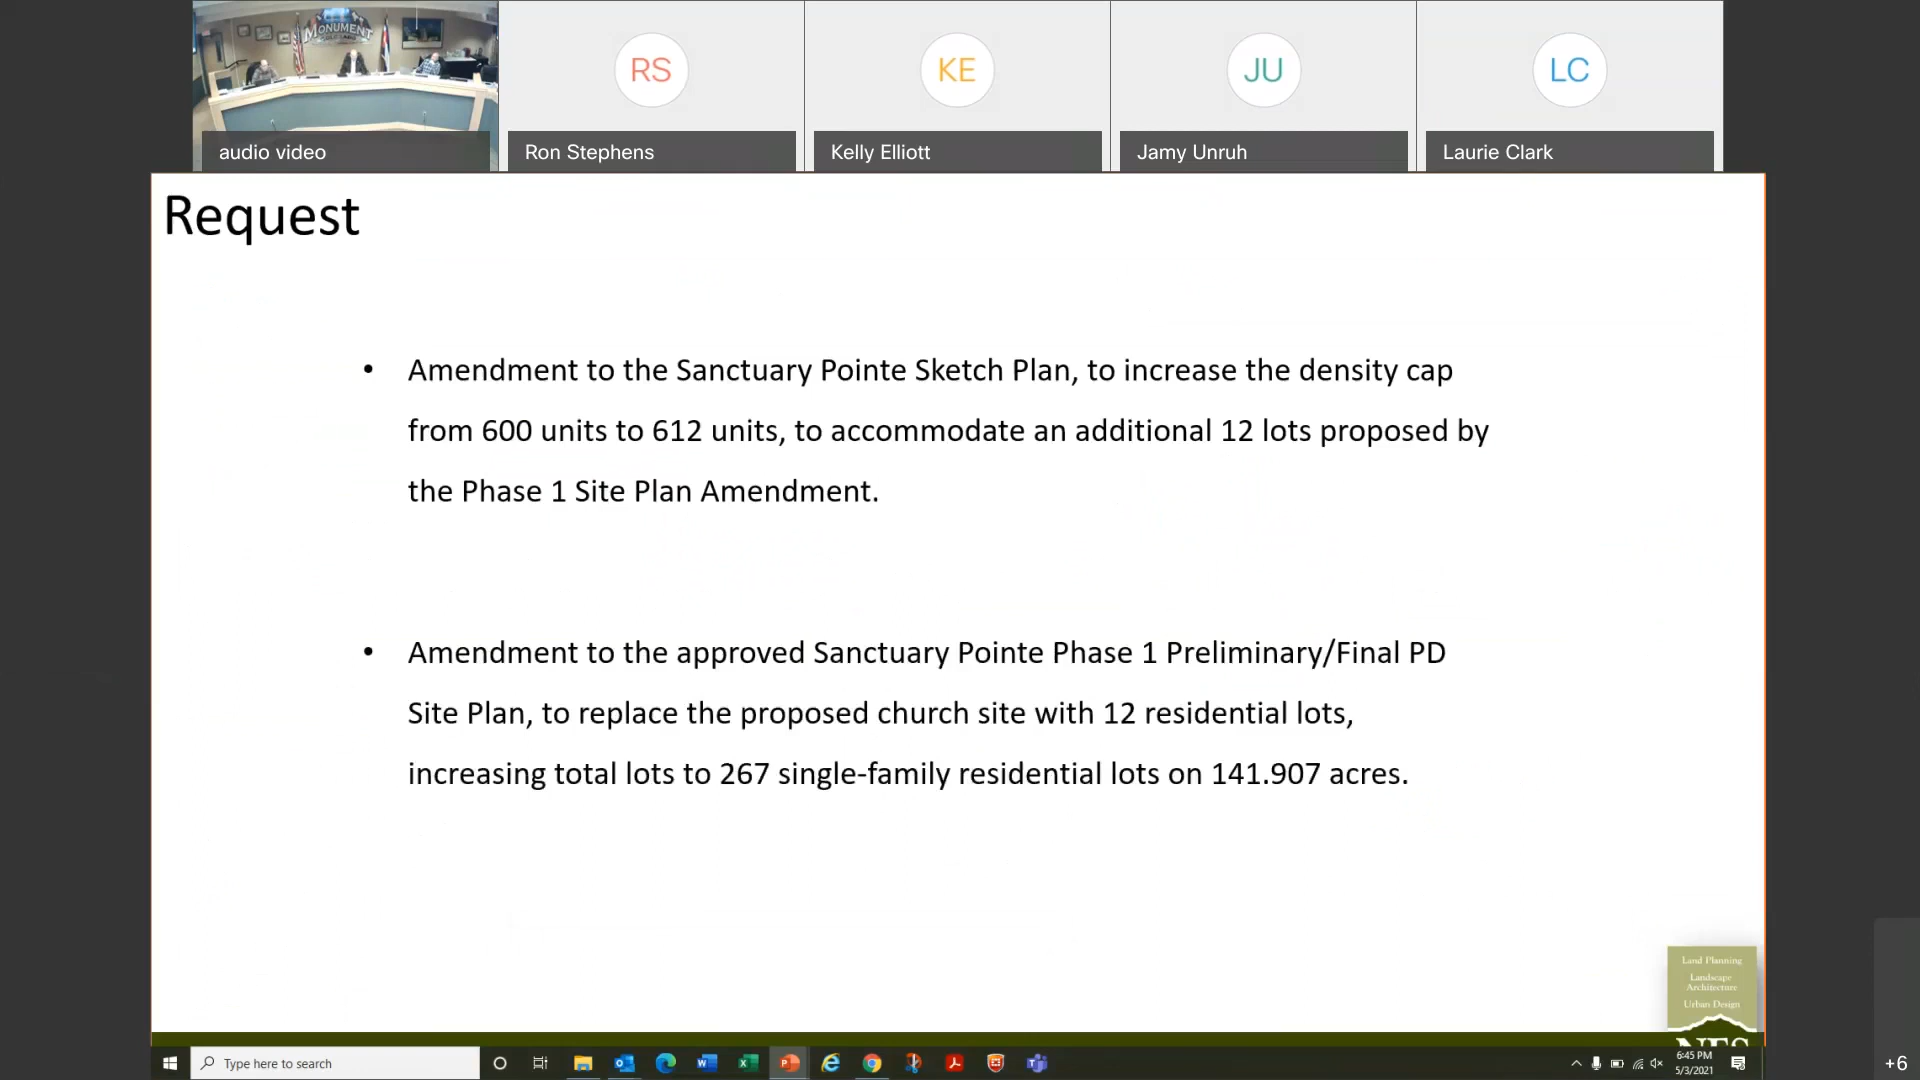 MONUMENT
RS
KE
JU
LC
audio video
Ron Stephens
Kelly Elliott
Jamy Unruh
Laurie Clark
Request
• Amendment to the Sanctuary Pointe Sketch Plan, to increase the density cap
from 600 units to 612 units, to accommodate an additional 12 lots proposed by
the Phase 1 Site Plan Amendment.
• Amendment to the approved Sanctuary Pointe Phase 1 Preliminary/Final PD
Site Plan, to replace the proposed church site with 12 residential lots,
increasing total lots to 267 single-family residential lots on 141.907 acres.
Land Planning
Landscape
Architecture
Urban Design
NES
Type here to search
6:45 PM
5/3/2021
+6